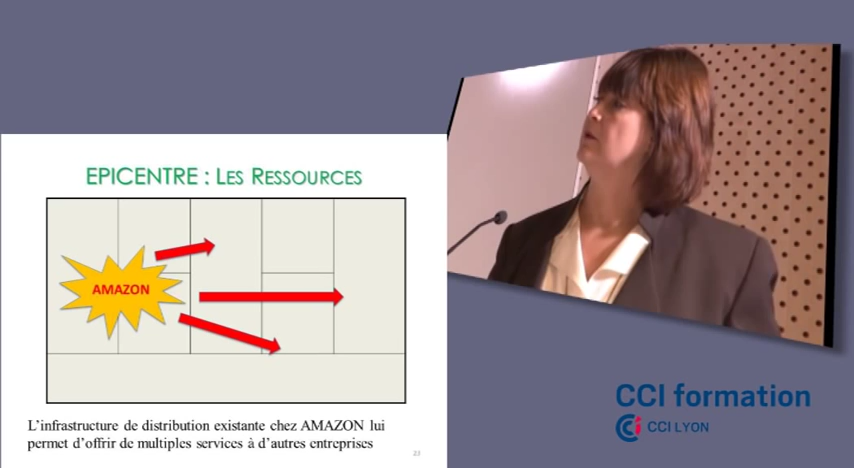 EPICENTRE : LES RESSOURCES
AMAZON
L'infrastructure de distribution existante chez AMAZON lui
permet d'offrir de multiples services à d'autres entreprises
23
CCI formation
CCI LYON